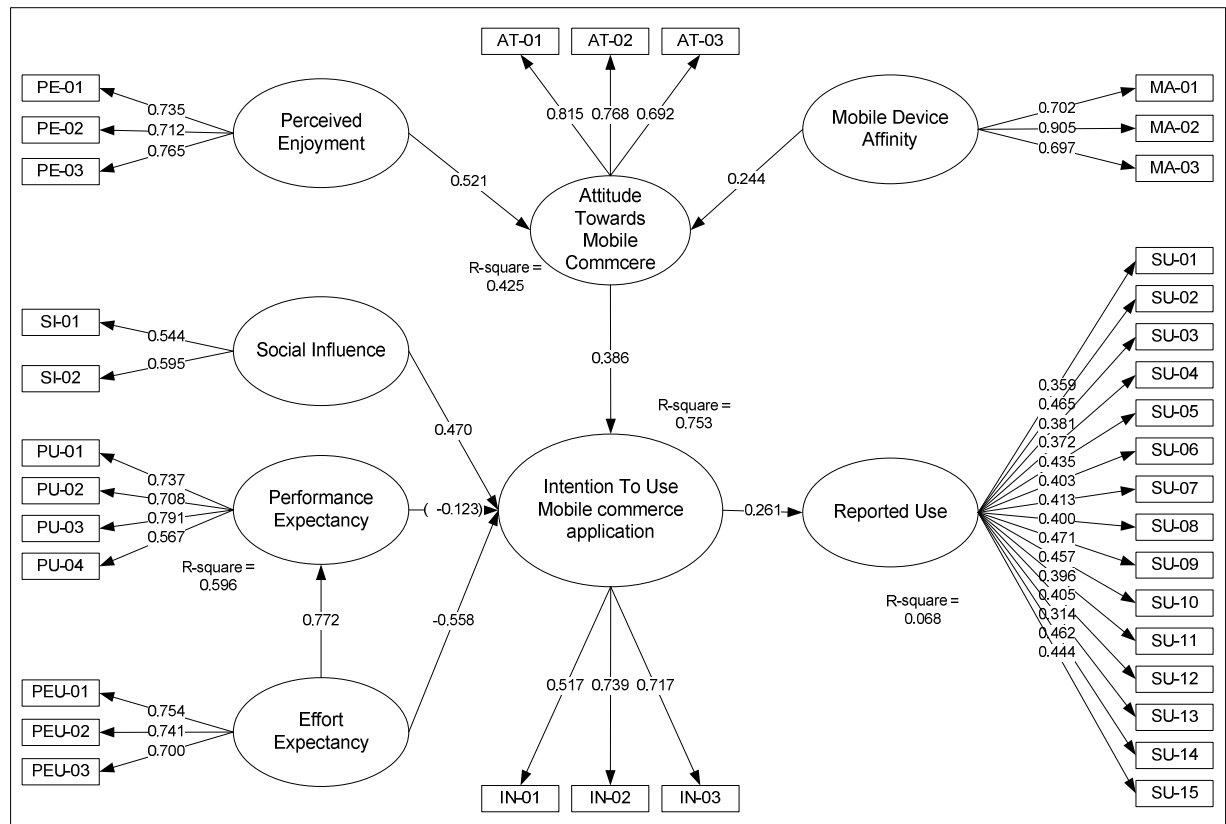 AT-01
AT-02
AT-03
0.815
0.768
0.692
PE-01
PE-02
PE-03
0.735
0.712
0.765
Perceived
Enjoyment
0.521
Mobile Device
Affinity
0.702
0.905
0.697
MA-01
MA-02
MA-03
0.244
Attitude
Towards
Mobile
Commcere
R-square =
0.425
SI-01
SI-02
0.544
0.595
Social Influence
0.386
R-square =
0.753
0.470
PU-01
PU-02
PU-03
PU-04
0.737
0.708
0.791
0.567
Performance
Expectancy
( -0.123)
R-square =
0.596
Intention To Use
Mobile commerce
application
0.261
Reported Use
R-square =
0.068
0.772
-0.558
PEU-01
PEU-02
PEU-03
0.754
0.741
0.700
Effort
Expectancy
0.517
0.739
0.717
IN-01
IN-02
IN-03
0.359
0.465
0.381
0.372
0.435
0.403
0.413
0.400
0.471
0.457
0.396
0.405
0.314
0.462
0.444
SU-01
SU-02
SU-03
SU-04
SU-05
SU-06
SU-07
SU-08
SU-09
SU-10
SU-11
SU-12
SU-13
SU-14
SU-15